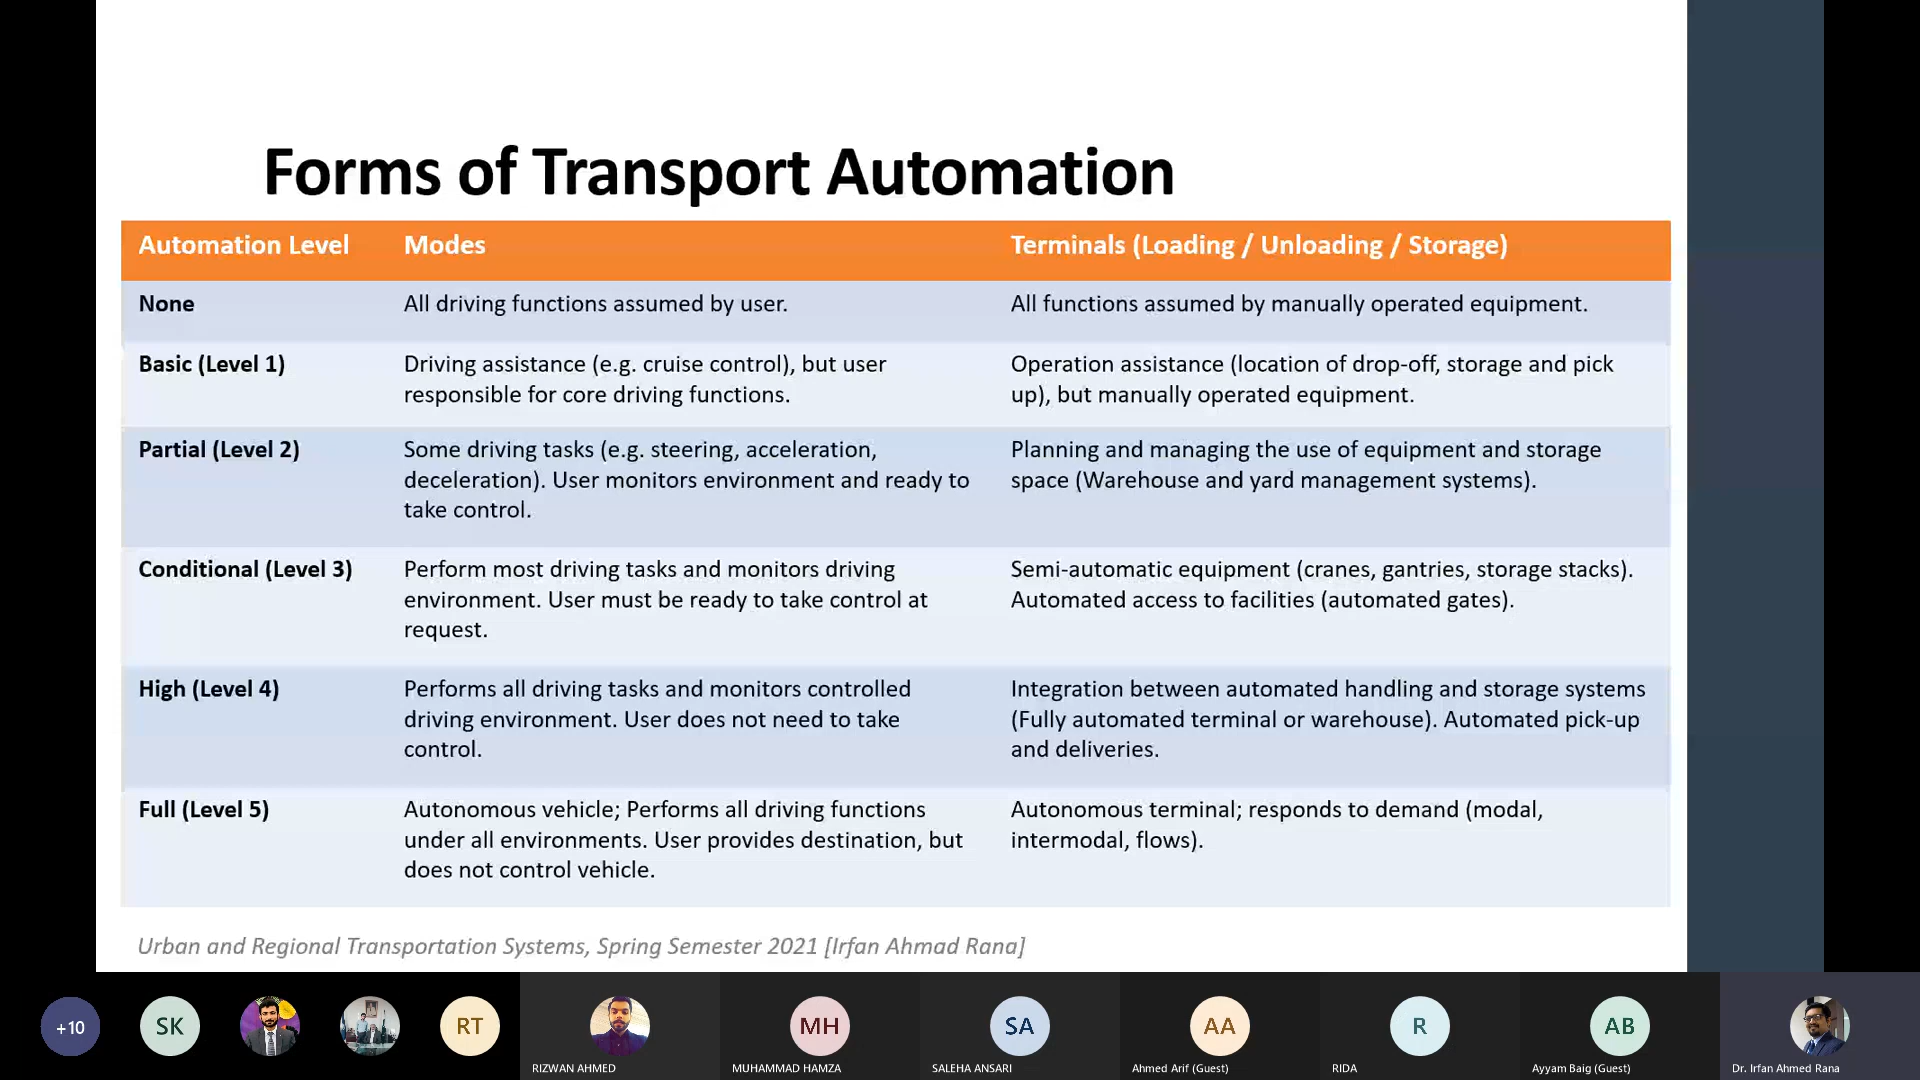 Forms of Transport Automation
Automation Level Modes Terminals (Loading / Unloading / Storage)
None All driving functions assumed by user. All functions assumed by manually operated equipment.
Basic (Level 1) Driving assistance (e.g. cruise control), but user Operation assistance (location of drop-off, storage and pick
responsible for core driving functions. up), but manually operated equipment.
Partial (Level 2) Some driving tasks (e.g. steering, acceleration, Planning and managing the use of equipment and storage
deceleration). User monitors environment and ready to space (Warehouse and yard management systems).
take control.
Conditional (Level 3) Perform most driving tasks and monitors driving Semi-automatic equipment (cranes, gantries, storage stacks).
environment. User must be ready to take control at Automated access to facilities (automated gates).
request.
High (Level 4) Performs all driving tasks and monitors controlled Integration between automated handling and storage systems
driving environment. User does not need to take (Fully automated terminal or warehouse). Automated pick-up
control. and deliveries.
Full (Level 5) Autonomous vehicle; Performs all driving functions Autonomous terminal; responds to demand (modal,
under all environments. User provides destination, but intermodal, flows).
does not control vehicle.
Urban and Regional Transportation Systems, Spring Semester 2021 [Irfan Ahmad Rana]
+10 SK RT MH SA AA R AB
RIZWAN AHMED MUHAMMAD HAMZA SALEHA ANSARI Ahmed Arif (Guest) RIDA Ayyam Baig (Guest) Dr. Irfan Ahmed Rana